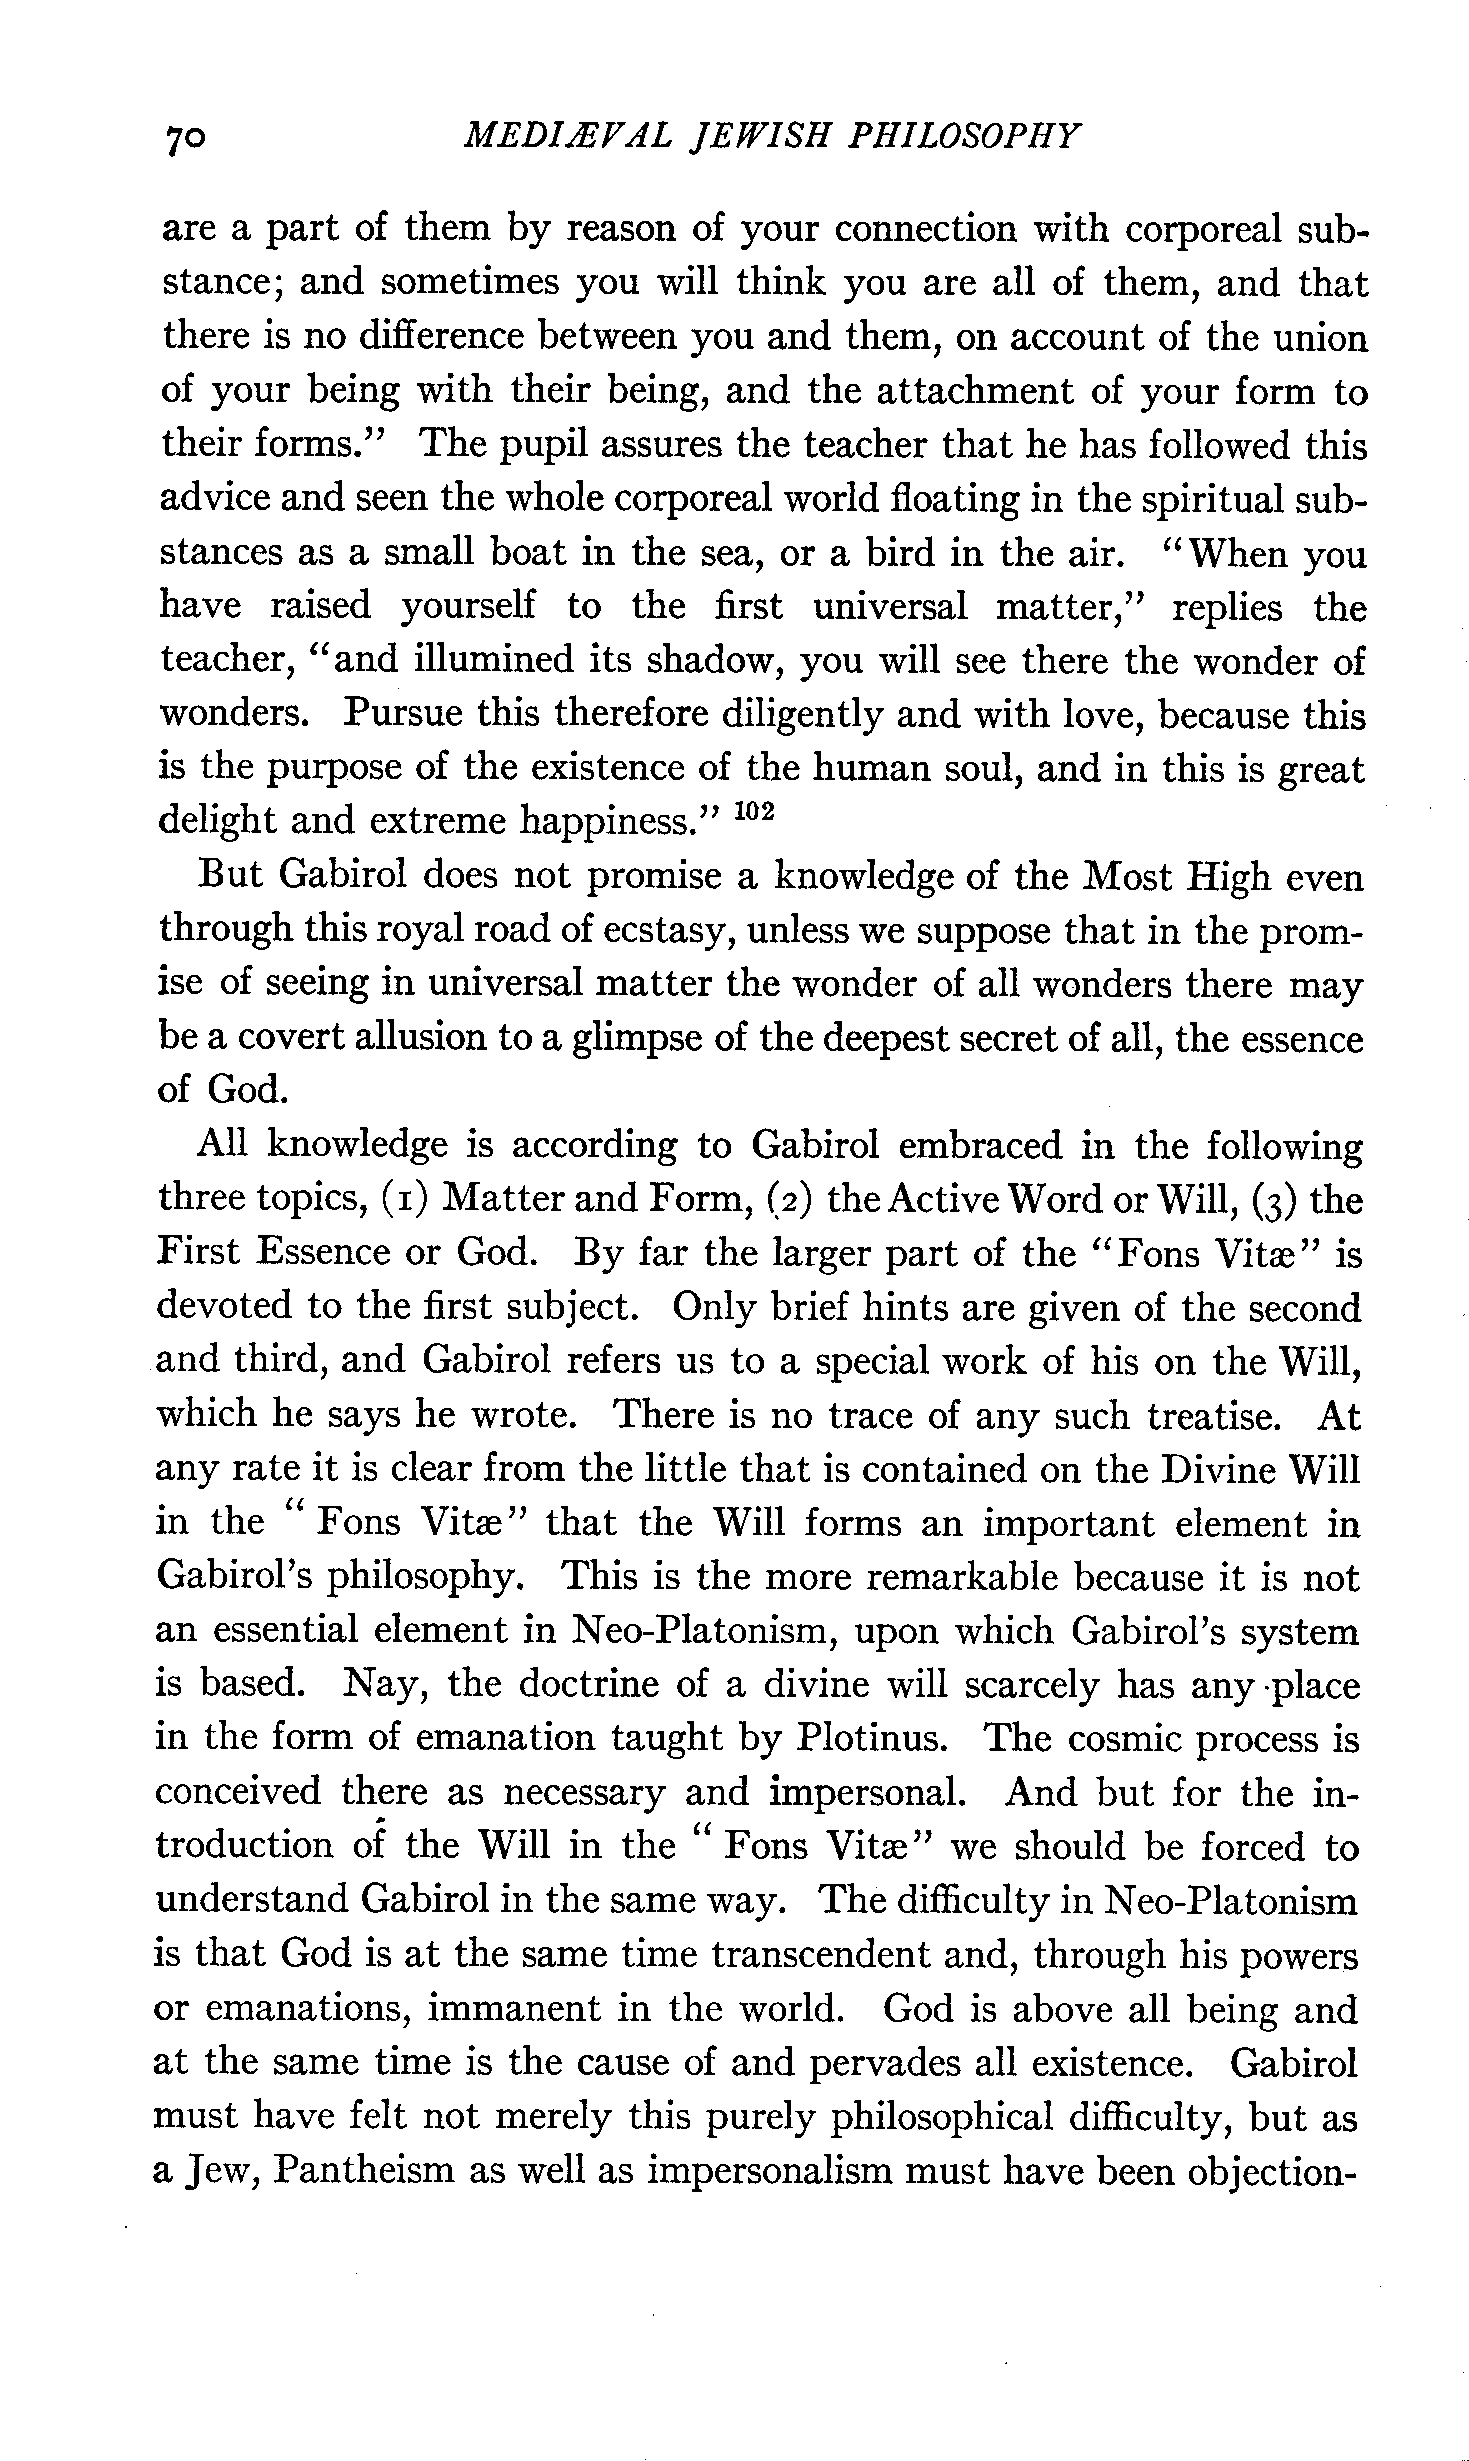 70 MEDIÆVAL JEWISH PHILOSOPHY
are a part of them by reason of your connection with corporeal sub-
stance; and sometimes you will think you are all of them, and that
there is no difference between you and them, on account of the union
of your being with their being, and the attachment of your form to
their forms.” The pupil assures the teacher that he has followed this
advice and seen the whole corporeal world floating in the spiritual sub-
stances as a small boat in the sea, or a bird in the air. “When you
have raised yourself to the first universal matter,” replies the
teacher, “and illumined its shadow, you will see there the wonder of
wonders. Pursue this therefore diligently and with love, because this
is the purpose of the existence of the human soul, and in this is great
delight and extreme happiness.” 102
But Gabirol does not promise a knowledge of the Most High even
through this royal road of ecstasy, unless we suppose that in the prom-
ise of seeing in universal matter the wonder of all wonders there may
be a covert allusion to a glimpse of the deepest secret of all, the essence
of God.
All knowledge is according to Gabirol embraced in the following
three topics, (1) Matter and Form, (2) the Active Word or Will, (3) the
First Essence or God. By far the larger part of the “Fons Vitæ” is
devoted to the first subject. Only brief hints are given of the second
and third, and Gabirol refers us to a special work of his on the Will,
which he says he wrote. There is no trace of any such treatise. At
any rate it is clear from the little that is contained on the Divine Will
in the “Fons Vitæ” that the Will forms an important element in
Gabirol’s philosophy. This is the more remarkable because it is not
an essential element in Neo-Platonism, upon which Gabirol’s system
is based. Nay, the doctrine of a divine will scarcely has any place
in the form of emanation taught by Plotinus. The cosmic process is
conceived there as necessary and impersonal. And but for the in-
troduction of the Will in the “Fons Vitæ” we should be forced to
understand Gabirol in the same way. The difficulty in Neo-Platonism
is that God is at the same time transcendent and, through his powers
or emanations, immanent in the world. God is above all being and
at the same time is the cause of and pervades all existence. Gabirol
must have felt not merely this purely philosophical difficulty, but as
a Jew, Pantheism as well as impersonalism must have been objection-